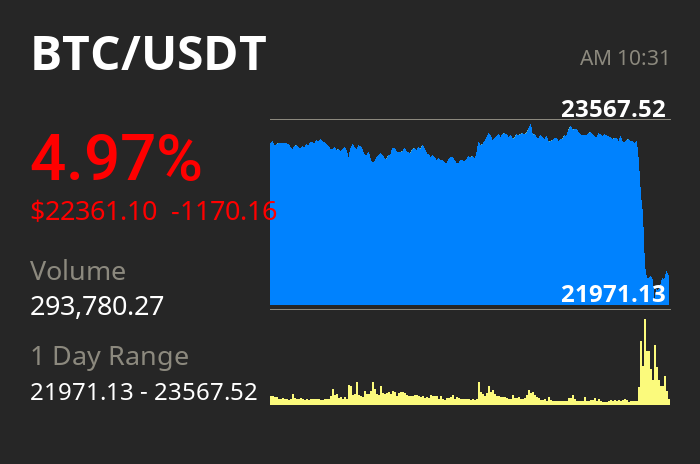 BTC/USDT
AM 10:31
23567.52
4.97%
$22361.10 -1170.16
Volume
293,780.27
21971.13
1 Day Range
21971.13 - 23567.52